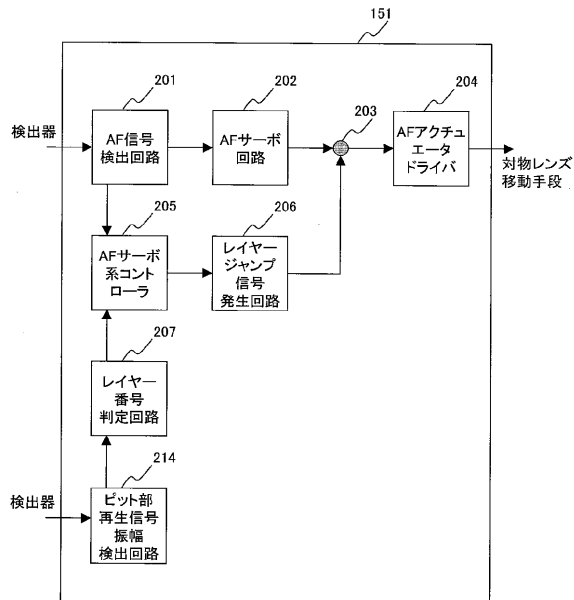 151
201
202
204
検出器
AF信号
検出回路
AFサーボ
回路
203
AFアクチュ
エータ
ドライバ
対物レンズ
移動手段
205
206
AFサーボ
系コント
ローラ
レイヤー
ジャンプ
信号
発生回路
207
レイヤー
番号
判定回路
214
検出器
ピット部
再生信号
振幅
検出回路